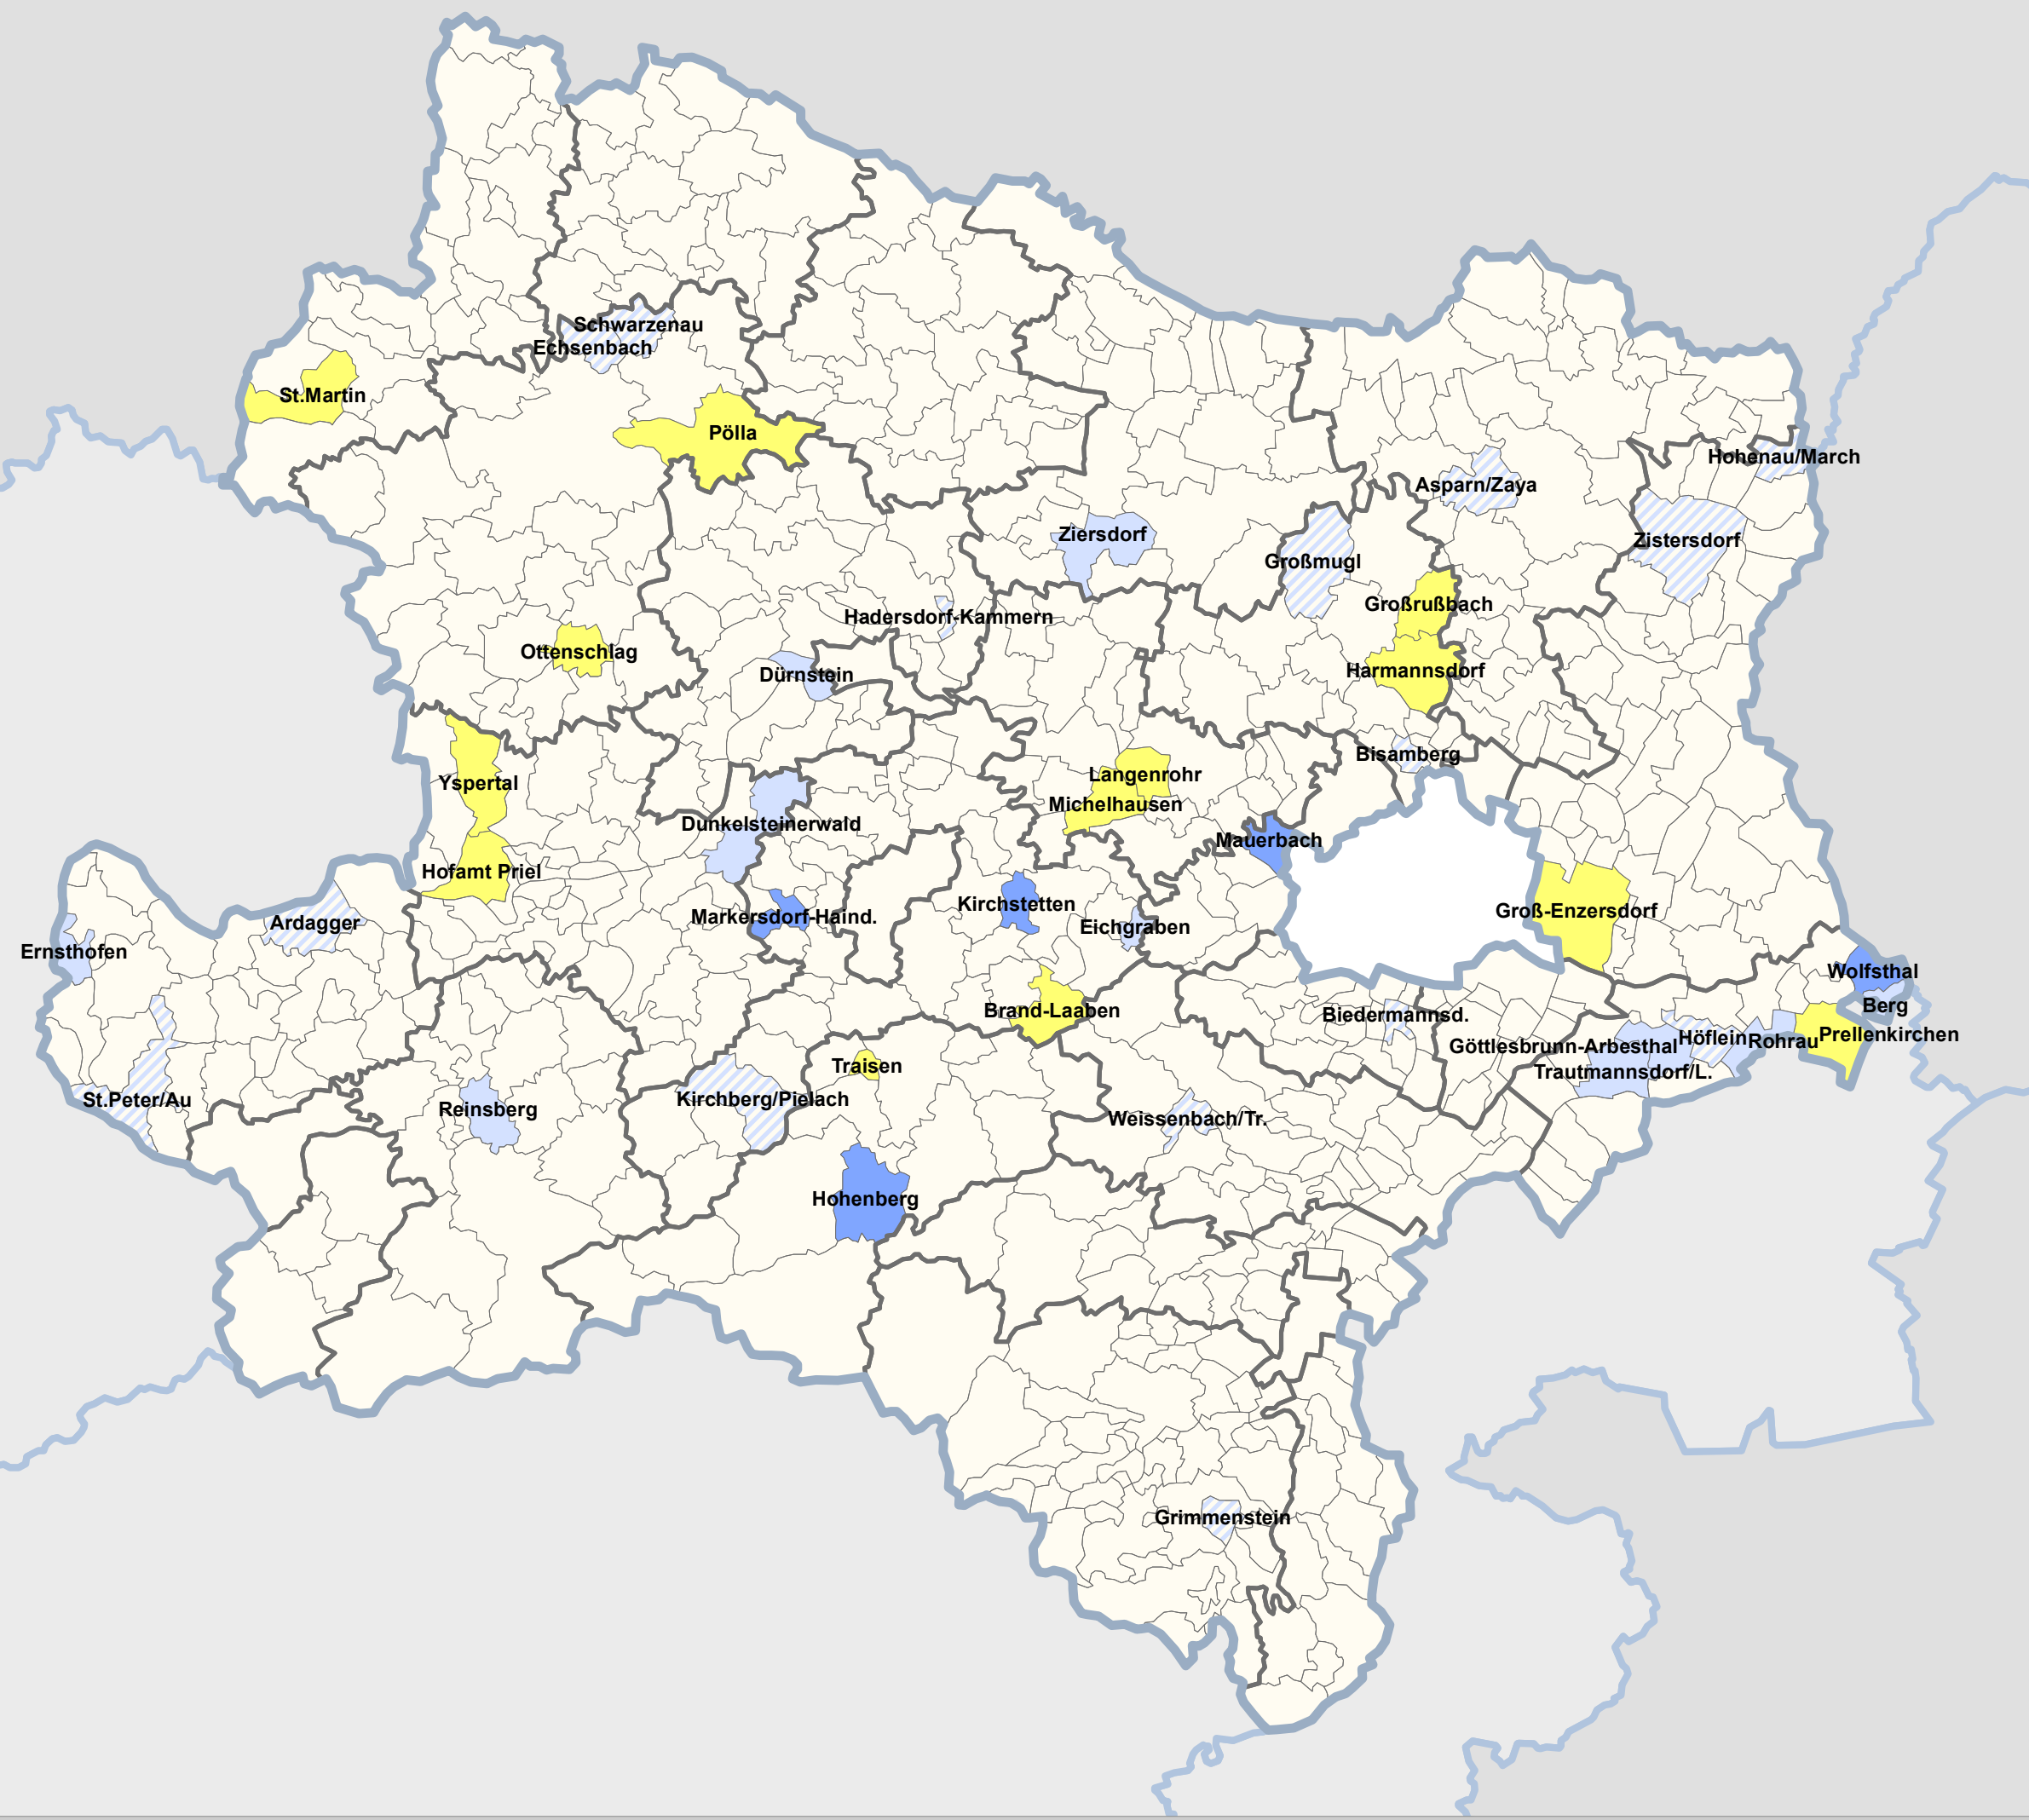 Schwarzenau
Echsenbach
St.Martin
Pölla
Hohenau/March
Asparn/Zaya
Ziersdorf
Zistersdorf
Großmugl
Großrußbach
Hadersdorf-Kammern
Ottenschlag
Harmannsdorf
Dürnstein
Bisamberg
Langenrohr
Yspertal
Michelhausen
Dunkelsteinerwald
Mauerbach
Hofamt Priel
Kirchstetten
Groß-Enzersdorf
Markersdorf-Haind.
Ardagger
Eichgraben
Ernsthofen
Wolfsthal
Berg
Brand-Laaben
Biedermannsd.
Prellenkirchen
Höflein
Rohrau
Göttlesbrunn-Arbesthal
Traisen
Trautmannsdorf/L.
Kirchberg/Pielach
St.Peter/Au
Reinsberg
Weissenbach/Tr.
Hohenberg
Grimmenstein